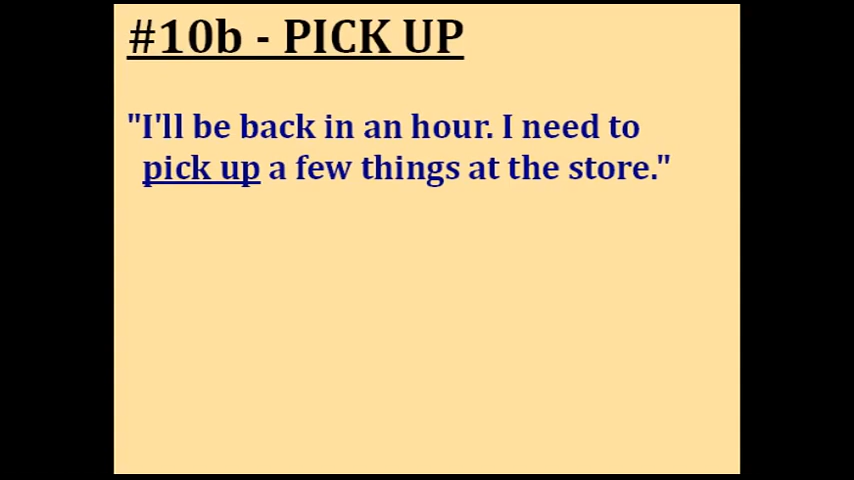 #10b - PICK UP
"I'll be back in an hour. I need to
pick up a few things at the store."